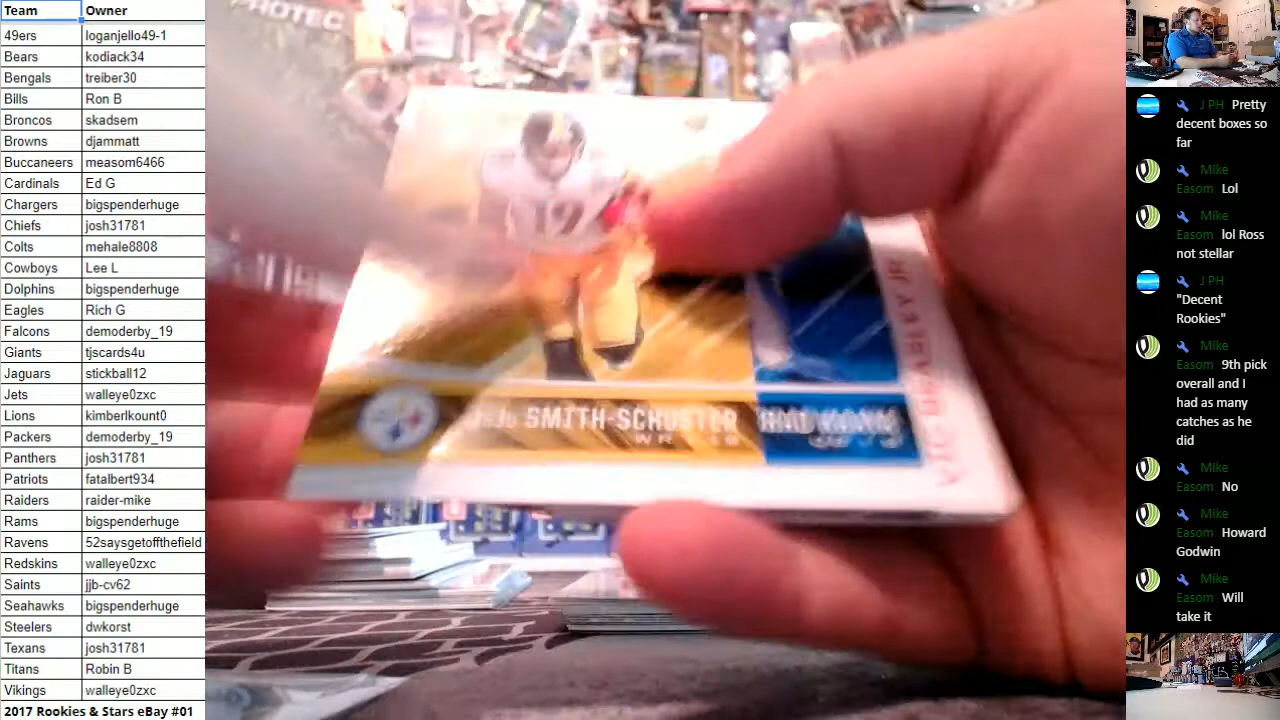 Team Owner
49ers loganjello49-1
Bears kodiack34
Bengals treiber30
Bills Ron B
Broncos skadsem
Browns djammatt
Buccaneers measom6466
Cardinals Ed G
Chargers bigspenderhuge
Chiefs josh31781
Colts mehale8808
Cowboys Lee L
Dolphins bigspenderhuge
Eagles Rich G
Falcons demoderby_19
Giants tjscards4u
Jaguars stickball12
Jets walleye0zxc
Lions kimberlkount0
Packers demoderby_19
Panthers josh31781
Patriots fatalbert934
Raiders raider-mike
Rams bigspenderhuge
Ravens 52saysgetoffthefield
Redskins walleye0zxc
Saints jjb-cv62
Seahawks bigspenderhuge
Steelers dwkorst
Texans josh31781
Titans Robin B
Vikings walleye0zxc
2017 Rookies & Stars eBay #01
PROTEC
19
SMITH-SCHUSTER
WR
J PH Pretty
decent boxes so
far
Mike
Easom Lol
Mike
Easom lol Ross
not stellar
J PH
"Decent
Rookies"
Mike
Easom 9th pick
overall and I
had as many
catches as he
did
Mike
Easom No
Mike
Easom Howard
Godwin
Mike
Easom Will
take it